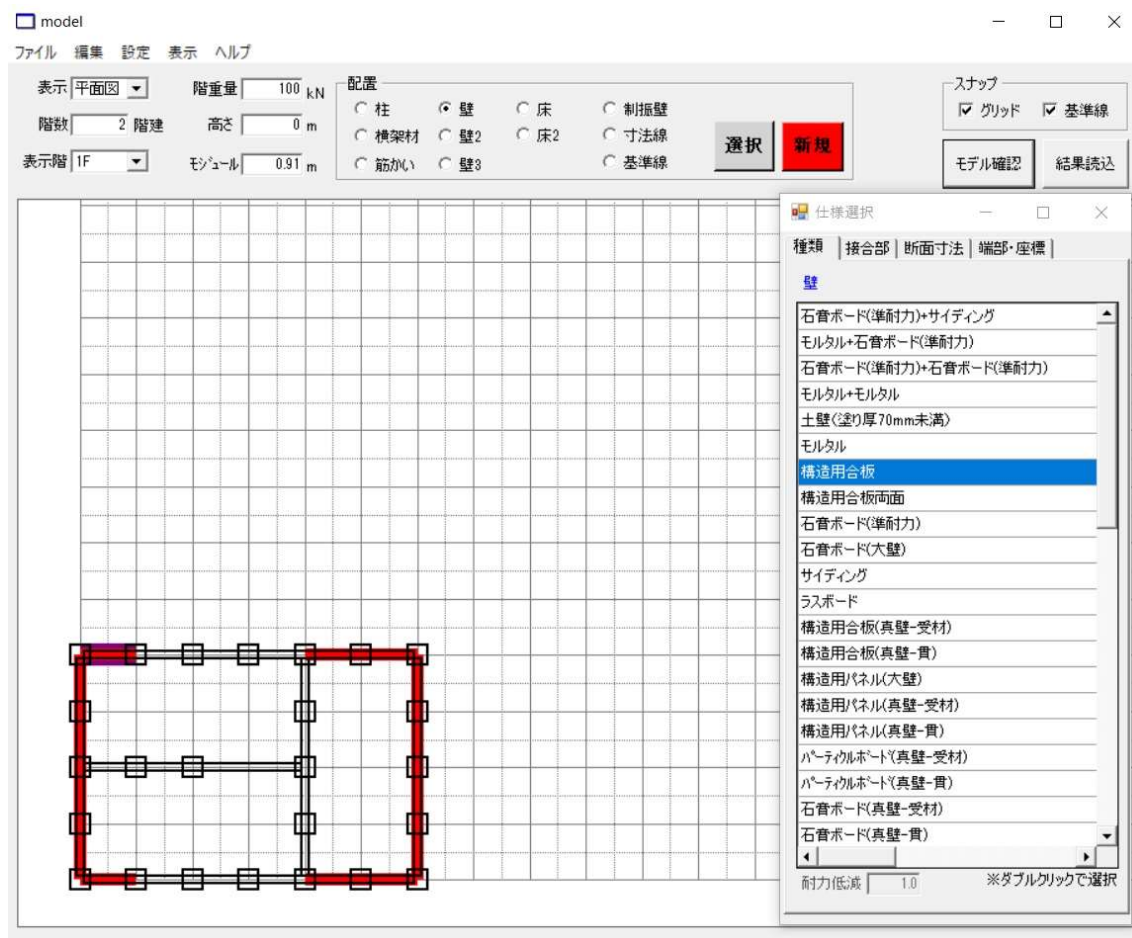 model
ファイル 編集 設定 表示 ヘルプ
表示 平面図 階重量 100 kN
階数 2 階建 高さ 0 m
表示階 1F モジュール 0.91 m
配置
柱 壁 床 制振壁
横架材 壁2 床2 寸法線
筋かい 壁3 基準線
選択 新規
スナップ
グリッド 基準線
モデル確認 結果読込
仕様選択
種類 接合部 断面寸法 端部・座標
壁
石膏ボード(準耐力)+サイディング
モルタル+石膏ボード(準耐力)
石膏ボード(準耐力)+石膏ボード(準耐力)
モルタル+モルタル
土壁(塗り厚70mm未満)
モルタル
構造用合板
構造用合板両面
石膏ボード(準耐力)
石膏ボード(大壁)
サイディング
ラスボード
構造用合板(真壁-受材)
構造用合板(真壁-貫)
構造用パネル(大壁)
構造用パネル(真壁-受材)
構造用パネル(真壁-貫)
パーティクルボード(真壁-受材)
パーティクルボード(真壁-貫)
石膏ボード(真壁-受材)
石膏ボード(真壁-貫)
耐力低減 1.0 ※ダブルクリックで選択